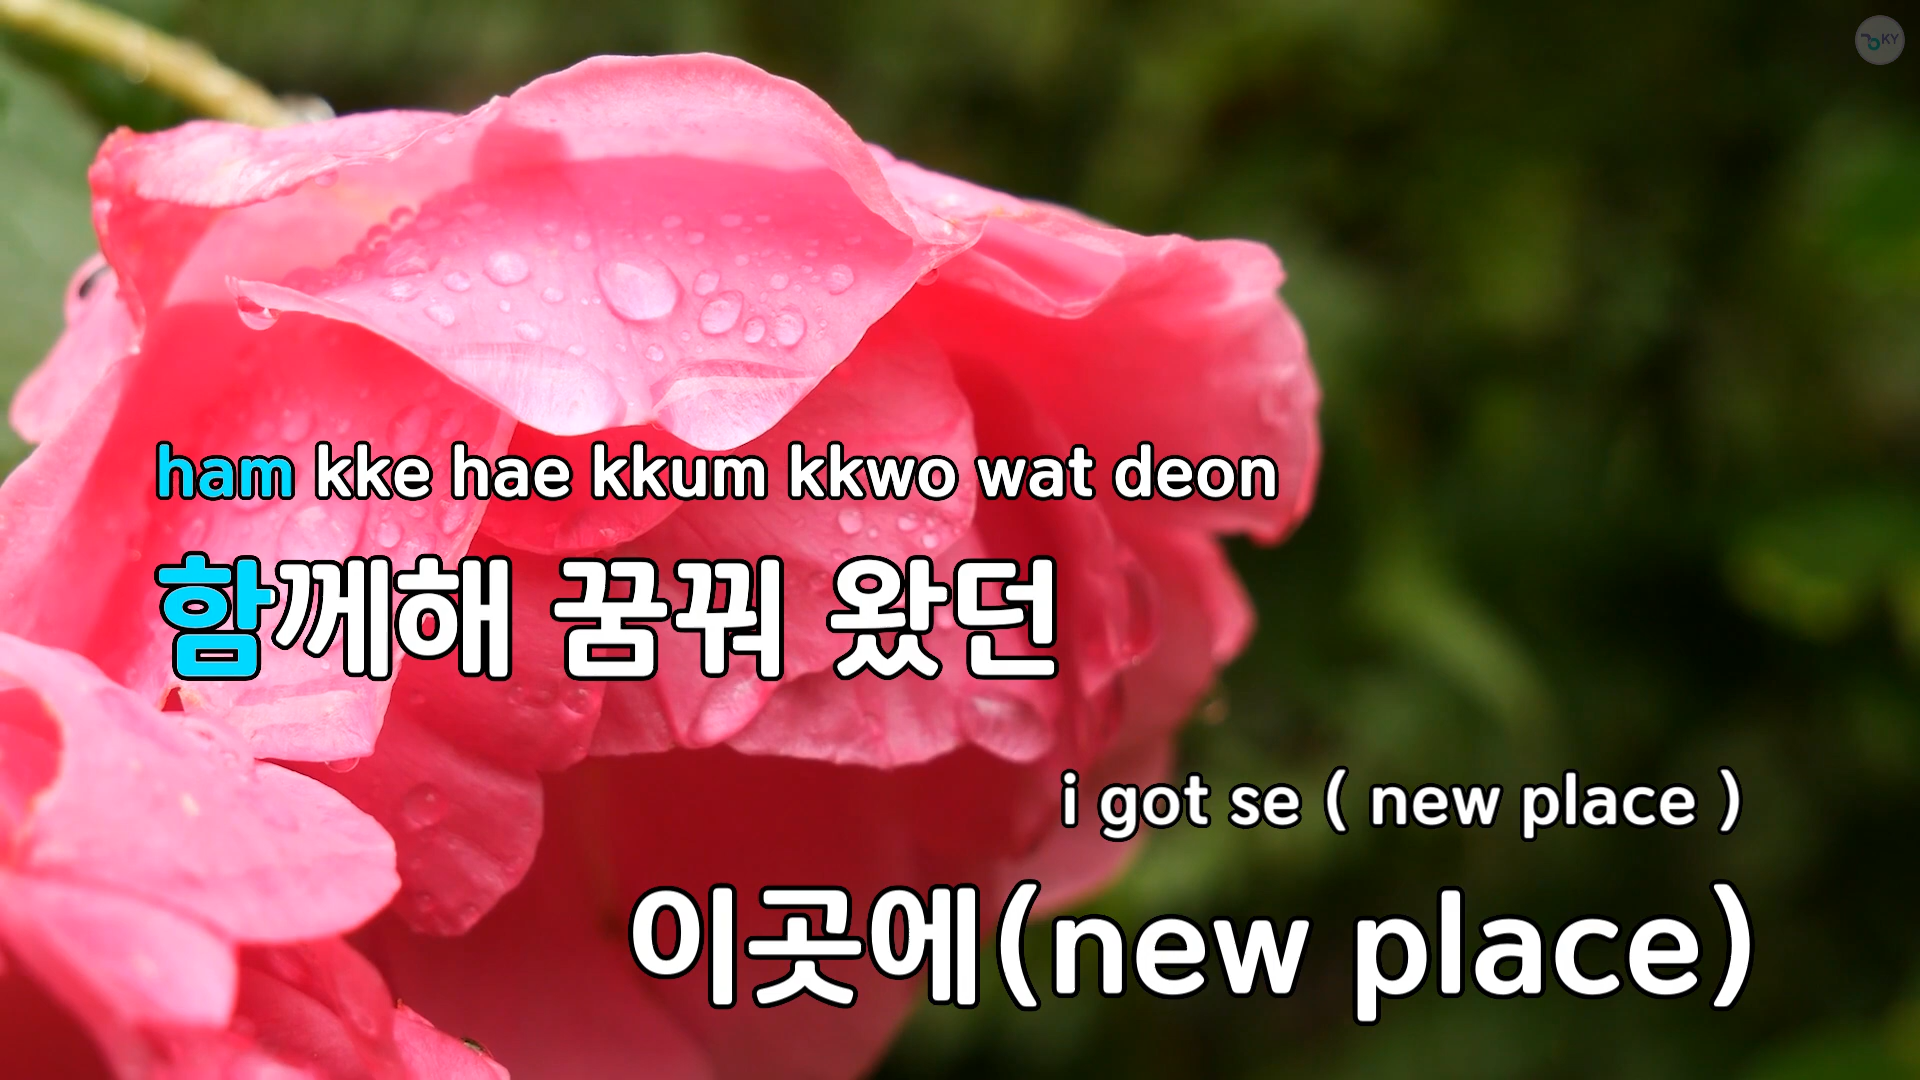 KY
ham kke hae kkum kkwo wat deon
함께해 꿈꿔 왔던
i got se ( new place )
이곳에(new place)